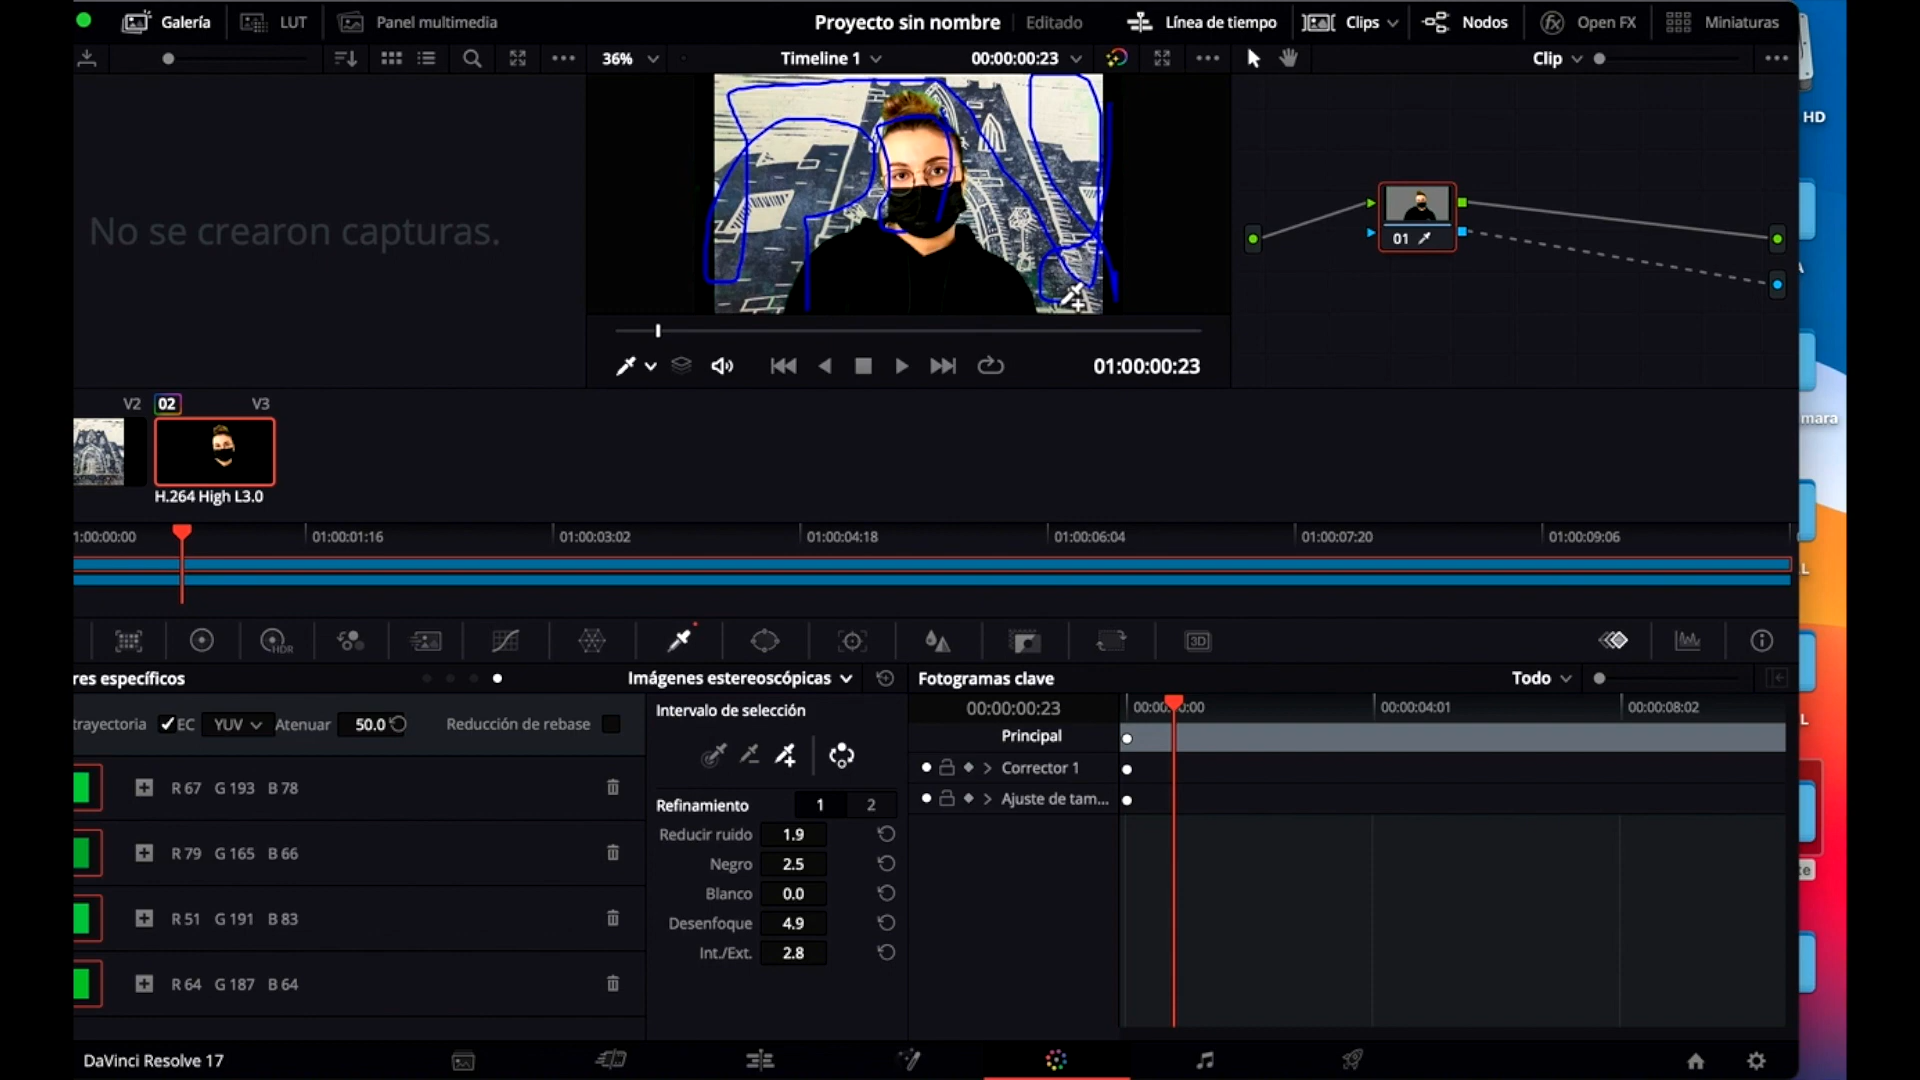 Galería
LUT
Panel multimedia
Proyecto sin nombre
Editado
Línea de tiempo
Clips
Nodos
fx
Open FX
Miniaturas
36%
Timeline 1
00:00:00:23
Clip
HD
No se crearon capturas.
01
01:00:00:23
mara
V2
02
V3
H.264 High L3.0
1:00:00:00
01:00:01:16
01:00:03:02
01:00:04:18
01:00:06:04
01:00:07:20
01:00:09:06
L
HDR
3D
res específicos
Imágenes estereoscópicas
Fotogramas clave
Todo
trayectoria
EC
YUV
Atenuar
50.0
Reducción de rebase
Intervalo de selección
00:00:00:23
00:00:04:01
00:00:08:02
L
Principal
R 67 G 193 B 78
Corrector 1
Refinamiento
1
2
Ajuste de tam...
Reducir ruido
1.9
R 79 G 165 B 66
Negro
2.5
Blanco
0.0
R 51 G 191 B 83
Desenfoque
4.9
Int./Ext.
2.8
R 64 G 187 B 64
DaVinci Resolve 17